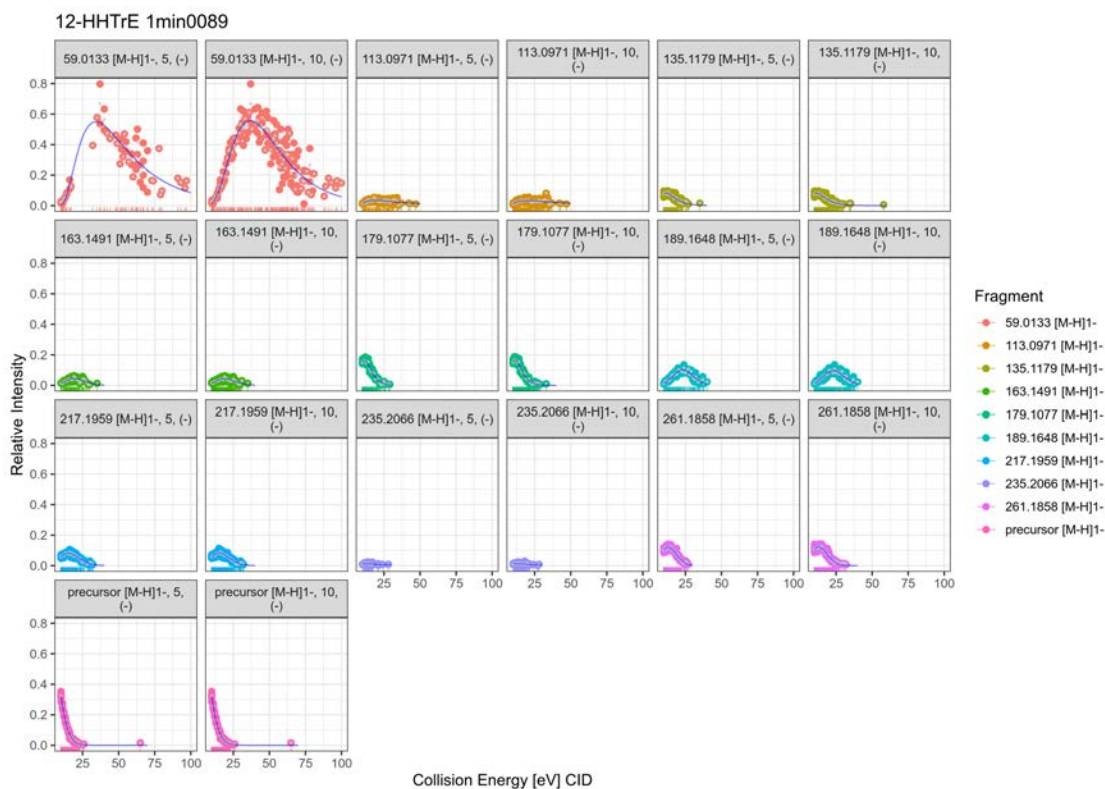 12-HHTrE 1min0089
59.0133 [M-H]1-, 5, (-)
59.0133 [M-H]1-, 10, (-)
113.0971 [M-H]1-, 5, (-)
113.0971 [M-H]1-, 10,
(-)
135.1179 [M-H]1-, 5, (-)
135.1179 [M-H]1-, 10,
(-)
0.8
0.6
0.4
0.2
0.0
163.1491 [M-H]1-, 5, (-)
163.1491 [M-H]1-, 10,
(-)
179.1077 [M-H]1-, 5, (-)
179.1077 [M-H]1-, 10,
(-)
189.1648 [M-H]1-, 5, (-)
189.1648 [M-H]1-, 10,
(-)
0.8
0.6
0.4
0.2
0.0
217.1959 [M-H]1-, 5, (-)
217.1959 [M-H]1-, 10,
(-)
235.2066 [M-H]1-, 5, (-)
235.2066 [M-H]1-, 10,
(-)
261.1858 [M-H]1-, 5, (-)
261.1858 [M-H]1-, 10,
(-)
0.8
0.6
0.4
0.2
0.0
25 50 75 100
25 50 75 100
25 50 75 100
25 50 75 100
precursor [M-H]1-, 5,
(-)
precursor [M-H]1-, 10,
(-)
0.8
0.6
0.4
0.2
0.0
25 50 75 100
25 50 75 100
Relative Intensity
Collision Energy [eV] CID
Fragment
59.0133 [M-H]1-
113.0971 [M-H]1-
135.1179 [M-H]1-
163.1491 [M-H]1-
179.1077 [M-H]1-
189.1648 [M-H]1-
217.1959 [M-H]1-
235.2066 [M-H]1-
261.1858 [M-H]1-
precursor [M-H]1-